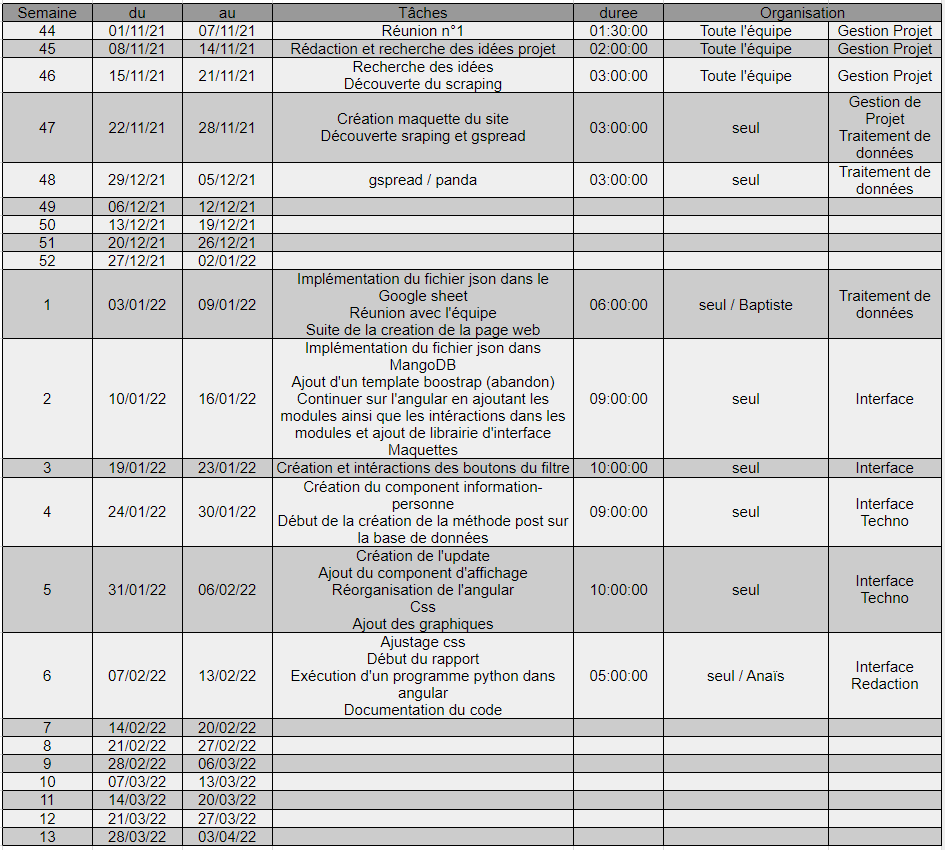 Semaine du au Tâches duree Organisation
44 01/11/21 07/11/21 Réunion n°1 01:30:00 Toute l'équipe Gestion Projet
45 08/11/21 14/11/21 Rédaction et recherche des idées projet 02:00:00 Toute l'équipe Gestion Projet
46 15/11/21 21/11/21 Recherche des idées
Découverte du scraping 03:00:00 Toute l'équipe Gestion Projet
47 22/11/21 28/11/21 Création maquette du site
Découverte sraping et gspread 03:00:00 seul Gestion de
Projet
Traitement de
données
48 29/12/21 05/12/21 gspread / panda 03:00:00 seul Traitement de
données
49 06/12/21 12/12/21
50 13/12/21 19/12/21
51 20/12/21 26/12/21
52 27/12/21 02/01/22
1 03/01/22 09/01/22 Implémentation du fichier json dans le
Google sheet
Réunion avec l'équipe
Suite de la creation de la page web 06:00:00 seul / Baptiste Traitement de
données
2 10/01/22 16/01/22 Implémentation du fichier json dans
MangoDB
Ajout d'un template boostrap (abandon)
Continuer sur l'angular en ajoutant les
modules ainsi que les intéractions dans les
modules et ajout de librairie d'interface
Maquettes 09:00:00 seul Interface
3 19/01/22 23/01/22 Création et intéractions des boutons du filtre 10:00:00 seul Interface
4 24/01/22 30/01/22 Création du component information-
personne
Début de la création de la méthode post sur
la base de données 09:00:00 seul Interface
Techno
5 31/01/22 06/02/22 Création de l'update
Ajout du component d'affichage
Réorganisation de l'angular
Css
Ajout des graphiques 10:00:00 seul Interface
Techno
6 07/02/22 13/02/22 Ajustage css
Début du rapport
Exécution d'un programme python dans
angular
Documentation du code 05:00:00 seul / Anaïs Interface
Redaction
7 14/02/22 20/02/22
8 21/02/22 27/02/22
9 28/02/22 06/03/22
10 07/03/22 13/03/22
11 14/03/22 20/03/22
12 21/03/22 27/03/22
13 28/03/22 03/04/22